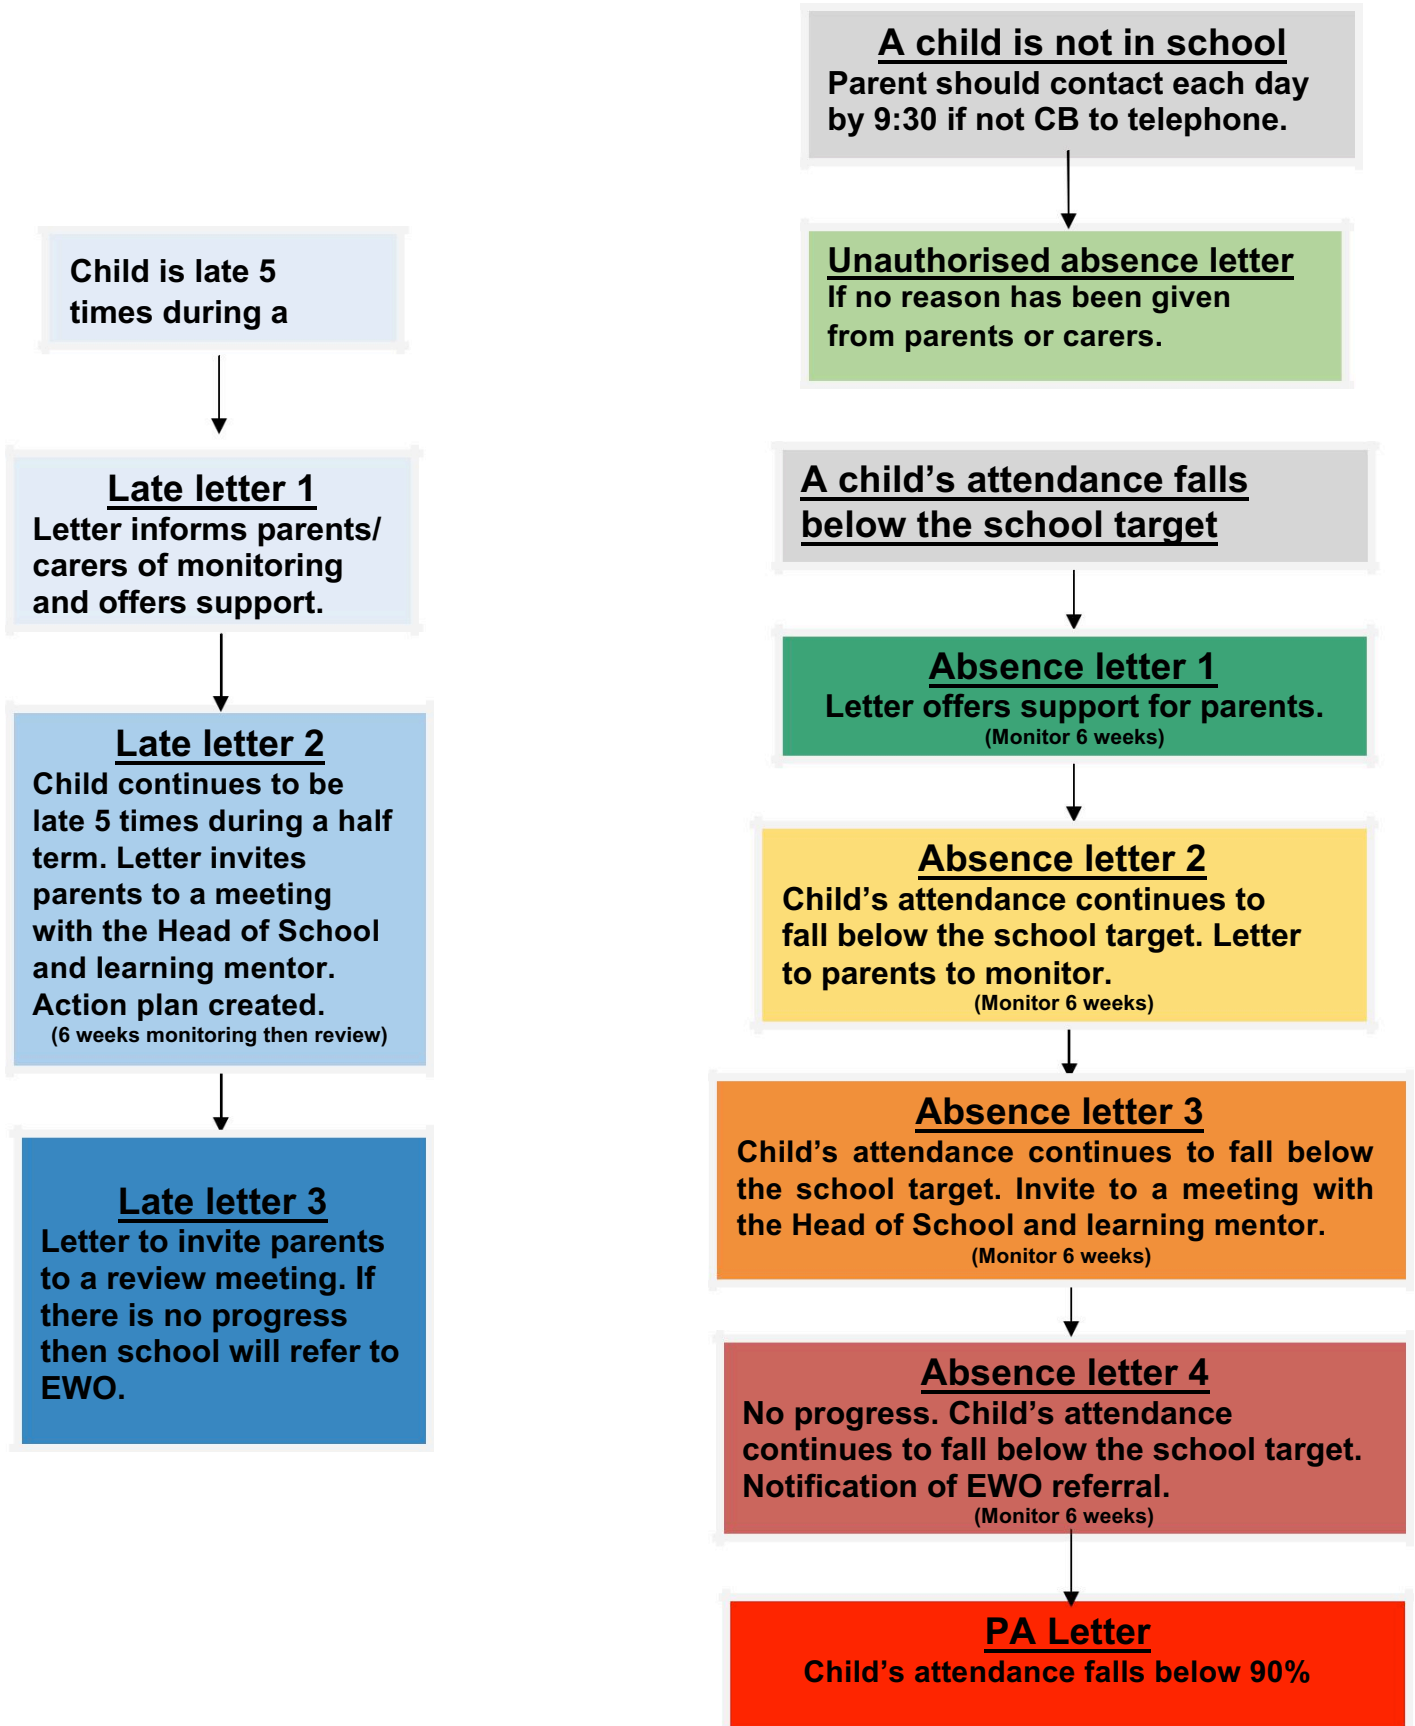 A child is not in school
Parent should contact each day
by 9:30 if not CB to telephone.
Unauthorised absence letter
If no reason has been given
from parents or carers.
Child is late 5
times during a
Late letter 1
Letter informs parents/
carers of monitoring
and offers support.
Late letter 2
Child continues to be
late 5 times during a half
term. Letter invites
parents to a meeting
with the Head of School
and learning mentor.
Action plan created.
(6 weeks monitoring then review)
Late letter 3
Letter to invite parents
to a review meeting. If
there is no progress
then school will refer to
EWO.
A child’s attendance falls
below the school target
Absence letter 1
Letter offers support for parents.
(Monitor 6 weeks)
Absence letter 2
Child’s attendance continues to
fall below the school target. Letter
to parents to monitor.
(Monitor 6 weeks)
Absence letter 3
Child’s attendance continues to fall below
the school target. Invite to a meeting with
the Head of School and learning mentor.
(Monitor 6 weeks)
Absence letter 4
No progress. Child’s attendance
continues to fall below the school target.
Notification of EWO referral.
(Monitor 6 weeks)
PA Letter
Child’s attendance falls below 90%